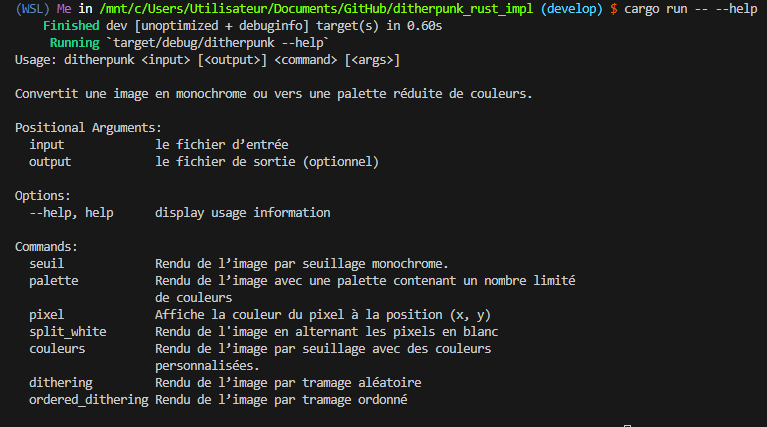 (WSL) Me in /mnt/c/Users/Utilisateur/Documents/GitHub/ditherpunk_rust_impl (develop) $ cargo run -- --help
Finished dev [unoptimized + debuginfo] target(s) in 0.60s
Running `target/debug/ditherpunk --help`
Usage: ditherpunk <input> [<output>] <command> [<args>]
Convertit une image en monochrome ou vers une palette réduite de couleurs.
Positional Arguments:
input le fichier d’entrée
output le fichier de sortie (optionnel)
Options:
--help, help display usage information
Commands:
seuil Rendu de l’image par seuillage monochrome.
palette Rendu de l’image avec une palette contenant un nombre limité
de couleurs
pixel Affiche la couleur du pixel à la position (x, y)
split_white Rendu de l'image en alternant les pixels en blanc
couleurs Rendu de l’image par seuillage avec des couleurs
personnalisées.
dithering Rendu de l’image par tramage aléatoire
ordered_dithering Rendu de l’image par tramage ordonné